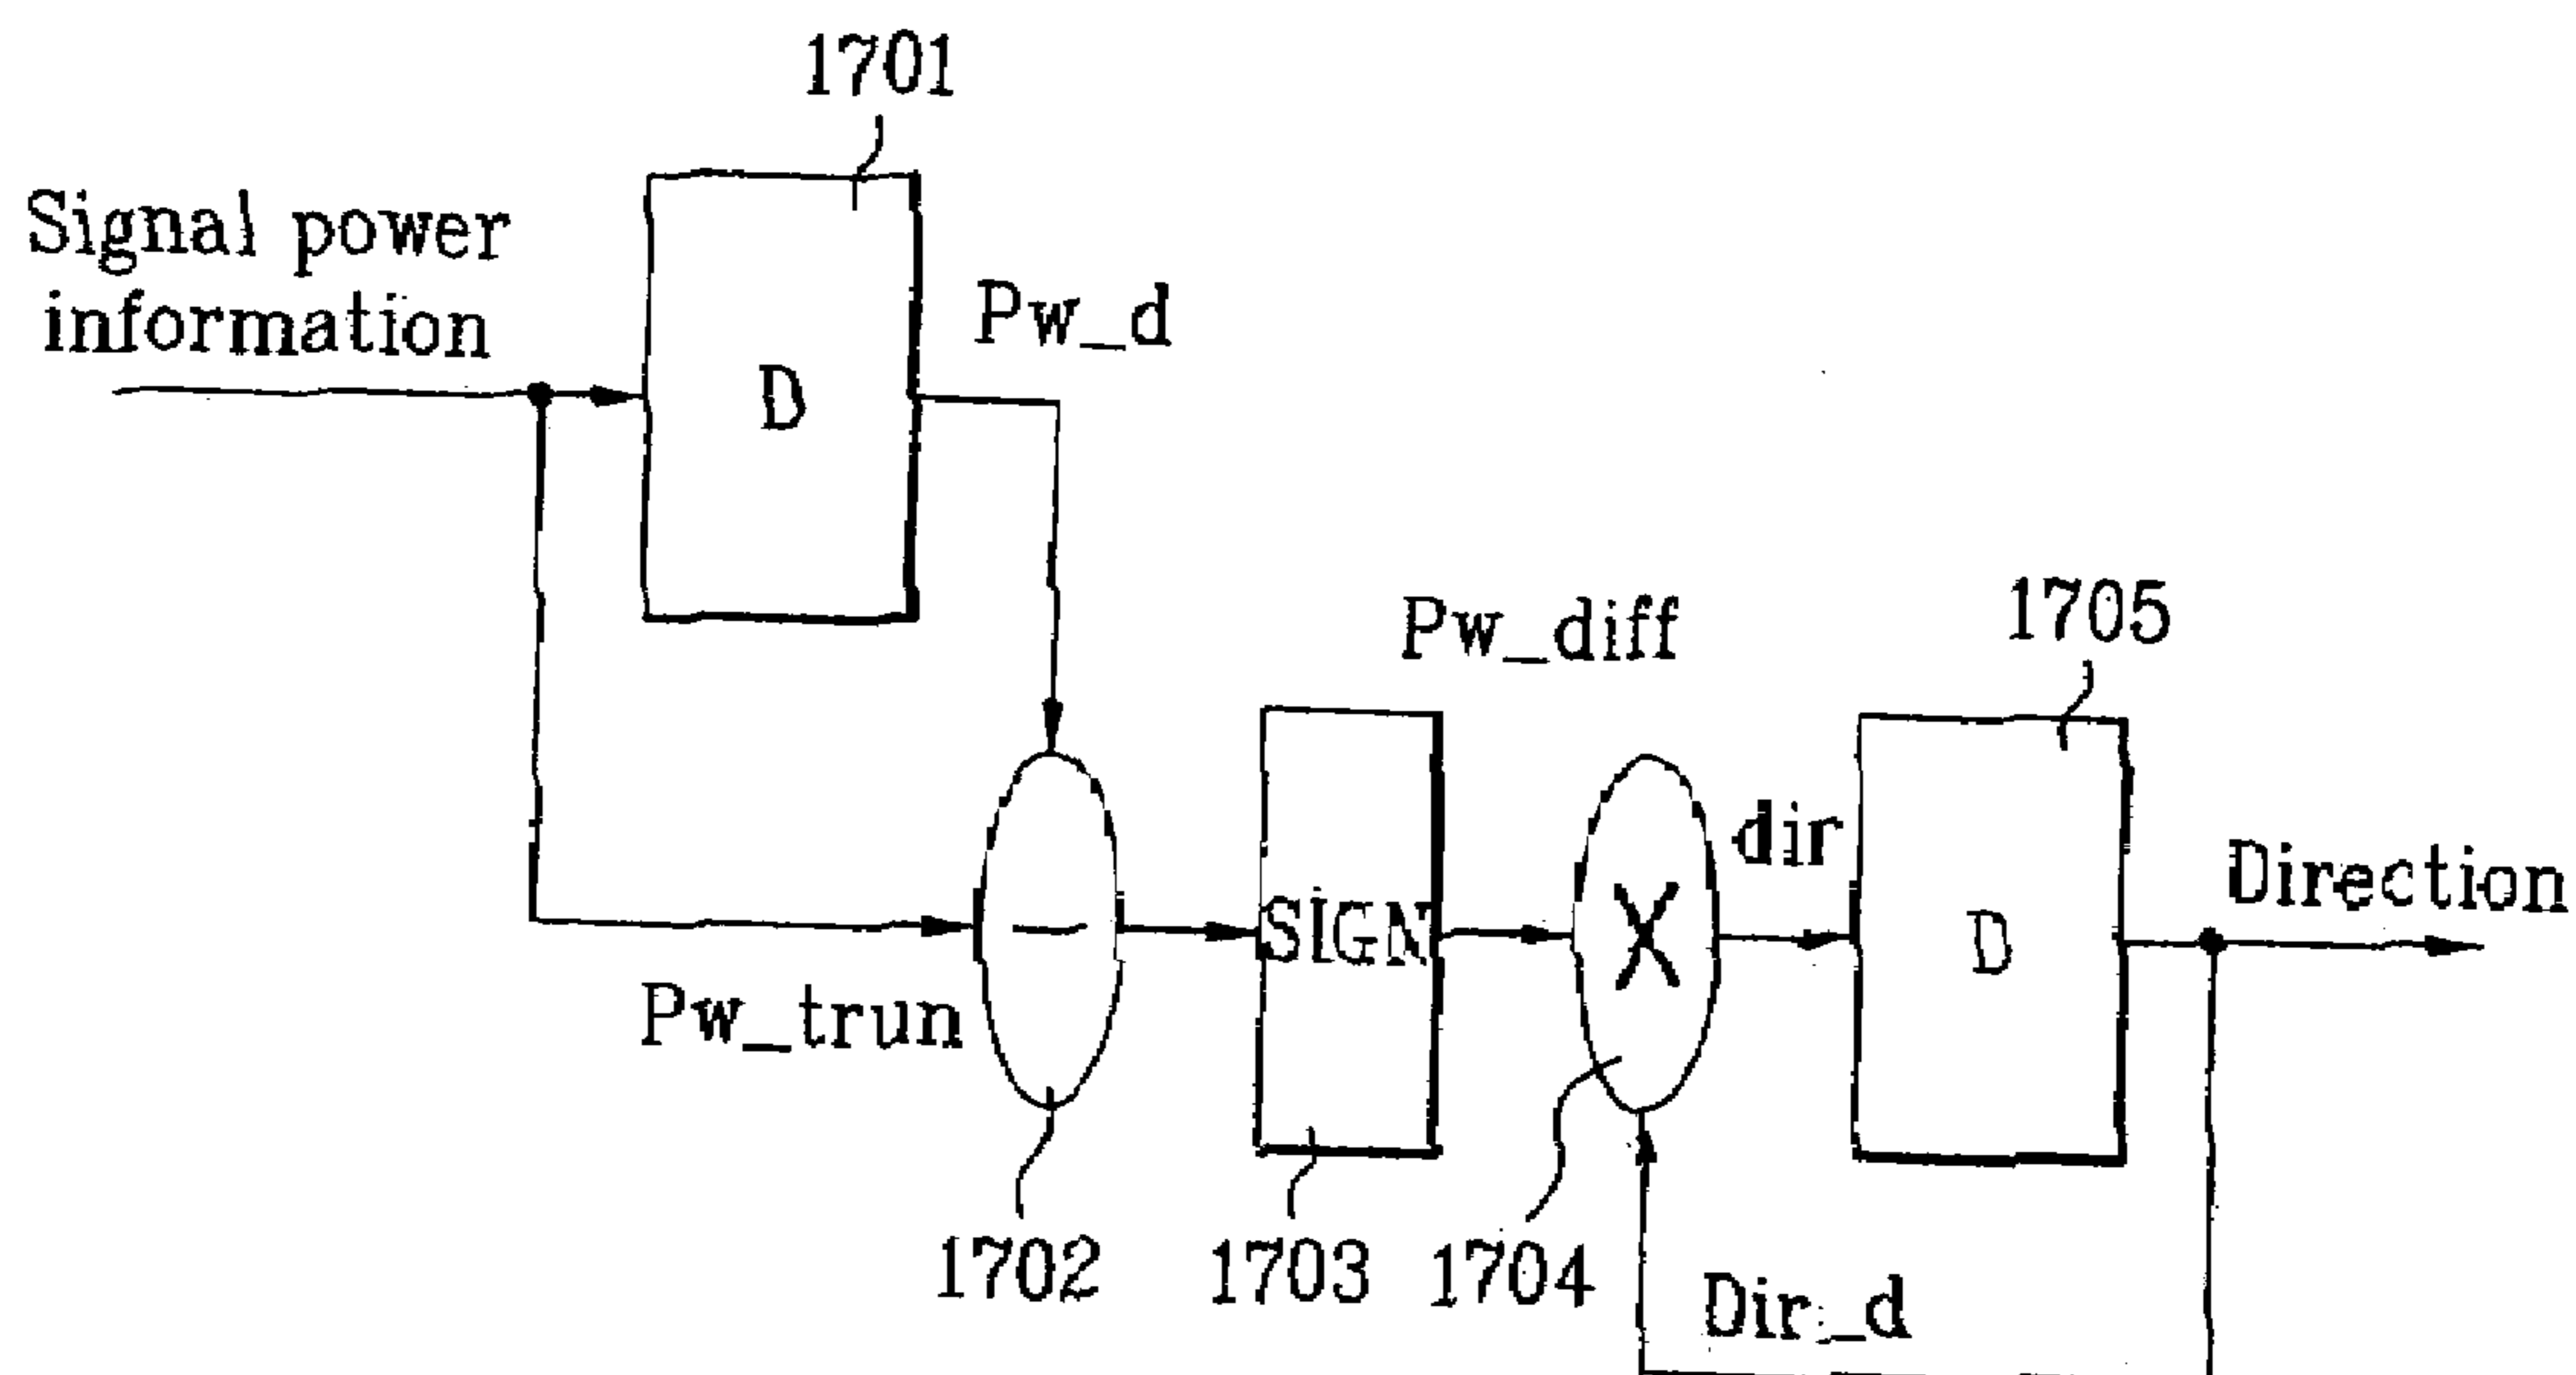 1701
Signal power
information
Pw_d
D
Pw_diff
1705
dir
Direction
SIGN
X
D
Pw_trun
1702
1703
1704
Dir_d